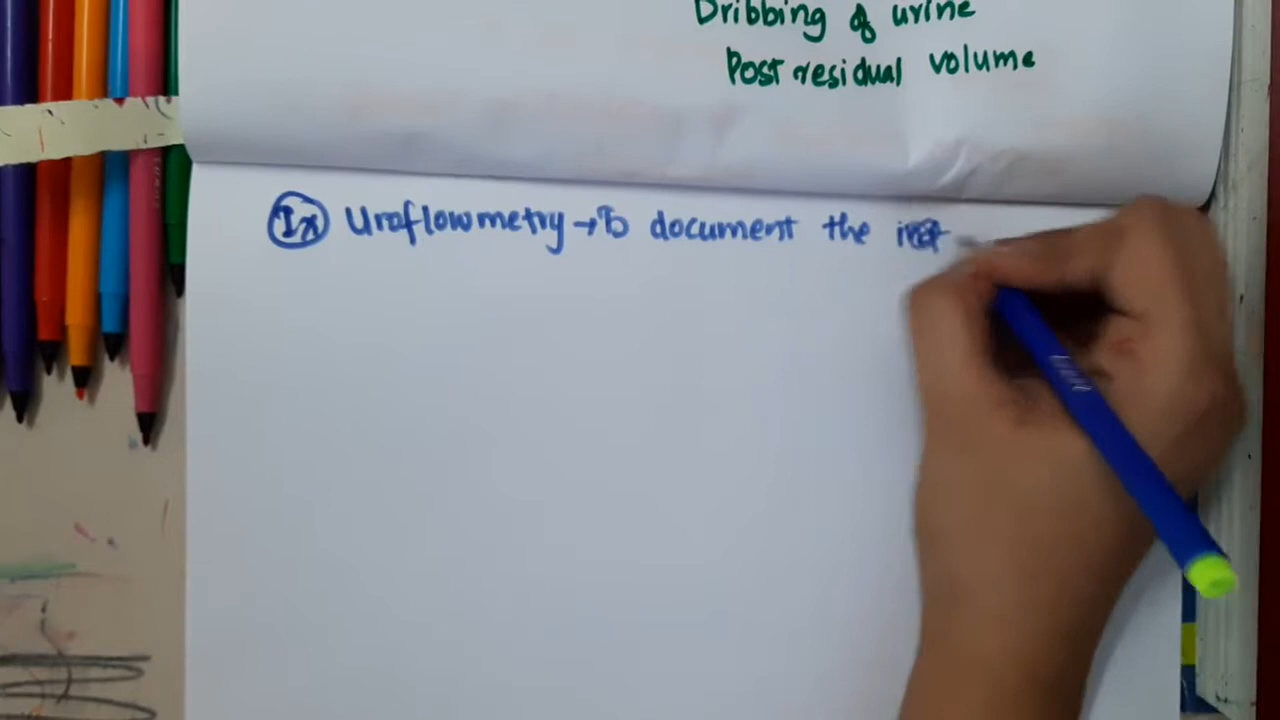 Dribbing of urine
Post residual volume
Ix Uroflowmetry → To document the